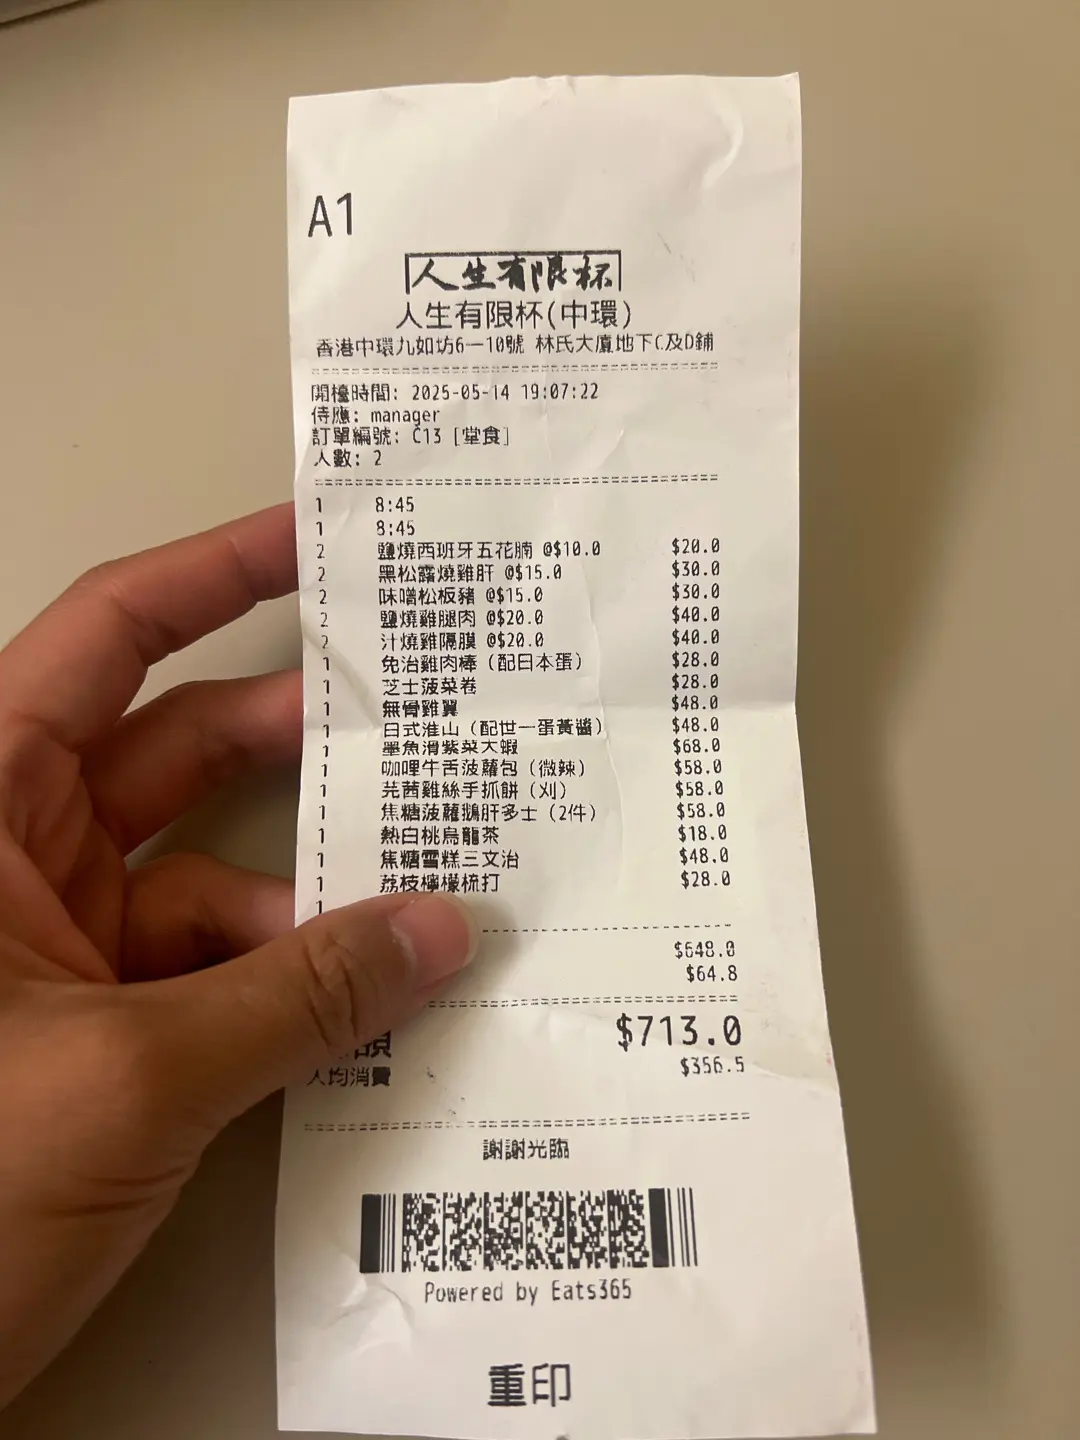 A1
人生有限杯
人生有限杯(中環)
香港中環九如坊6一10號 林氏大廈地下C及D鋪
開檯時間: 2025-05-14 19:07:22
侍應: manager
訂單編號: C13 [堂食]
人數: 2
1 8:45
1 8:45
2 鹽燒西班牙五花腩 @$10.0 $20.0
2 黑松露燒雞肝 @$15.0 $30.0
2 味噌松板豬 @$15.0 $30.0
2 鹽燒雞腿肉 @$20.0 $40.0
2 汁燒雞隔膜 @$20.0 $40.0
1 免治雞肉棒 (配日本蛋) $28.0
1 芝士菠菜卷 $28.0
1 無骨雞翼 $48.0
1 日式淮山 (配世一蛋黃醬) $48.0
1 墨魚滑紫菜大蝦 $68.0
1 咖哩牛舌菠蘿包 (微辣) $58.0
1 芫茜雞絲手抓餅 (刈) $58.0
1 焦糖菠蘿鵝肝多士 (2件) $58.0
1 熱白桃烏龍茶 $18.0
1 焦糖雪糕三文治 $48.0
1 荔枝檸檬梳打 $28.0
1
$648.0
$64.8
$713.0
人均消費 $356.5
謝謝光臨
Powered by Eats365
重印